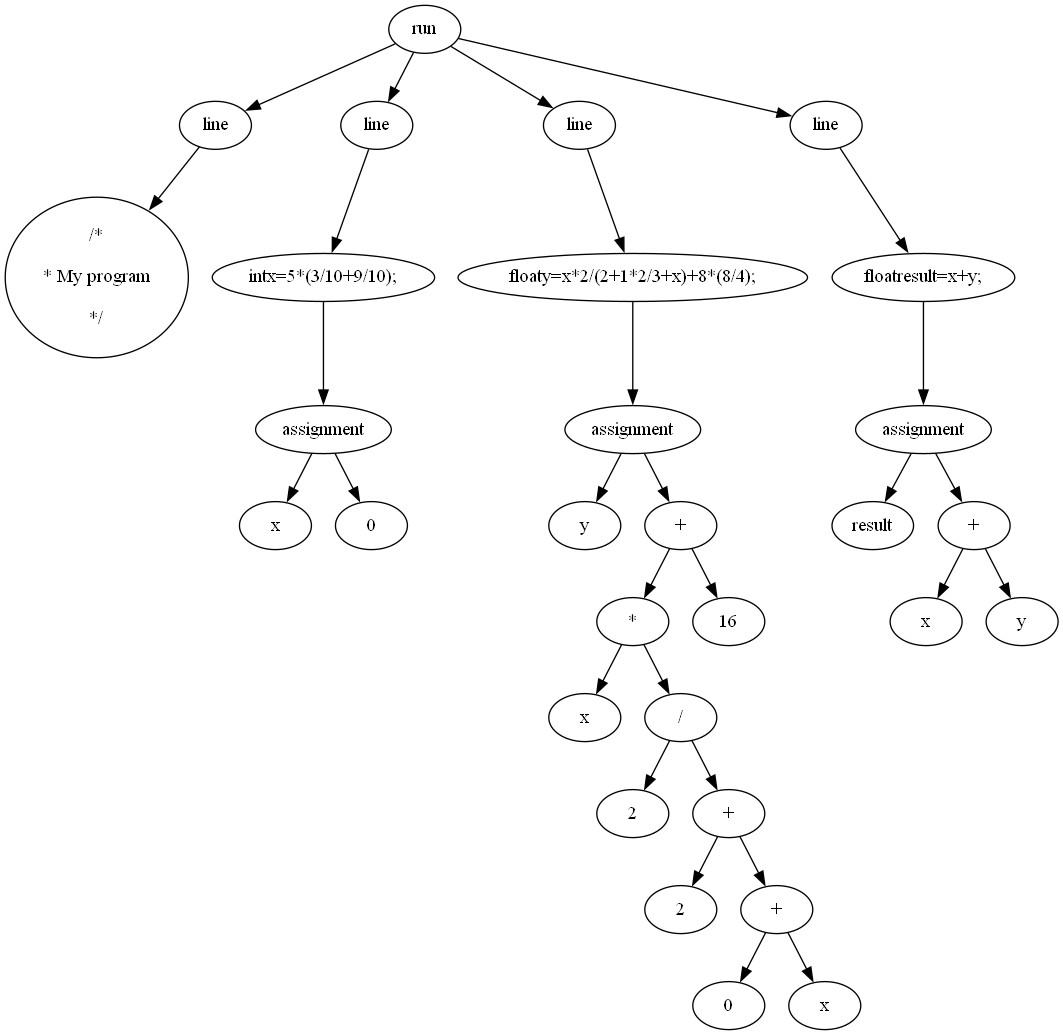 run
line line line line
/*
* My program
*/
intx=5*(3/10+9/10); floaty=x*2/(2+1*2/3+x)+8*(8/4); floatresult=x+y;
assignment assignment assignment
x 0 y + result +
* 16 x y
x /
2 +
2 +
0 x